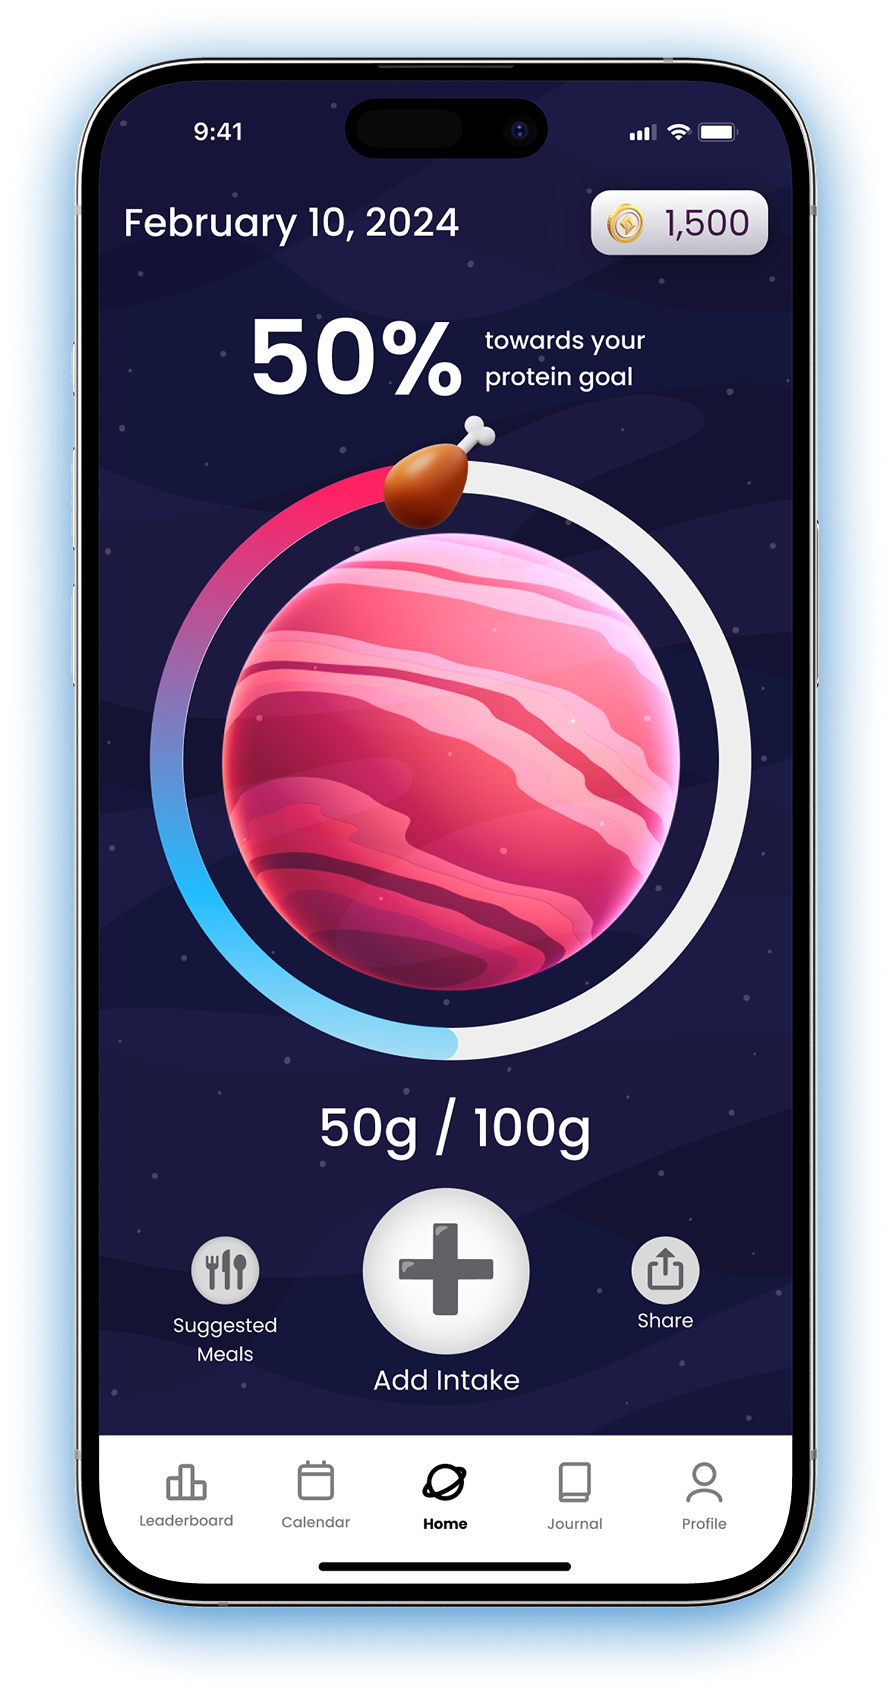 9:41
February 10, 2024
1,500
50%
towards your
protein goal
50g / 100g
Suggested
Meals
Add Intake
Share
Leaderboard
Calendar
Home
Journal
Profile